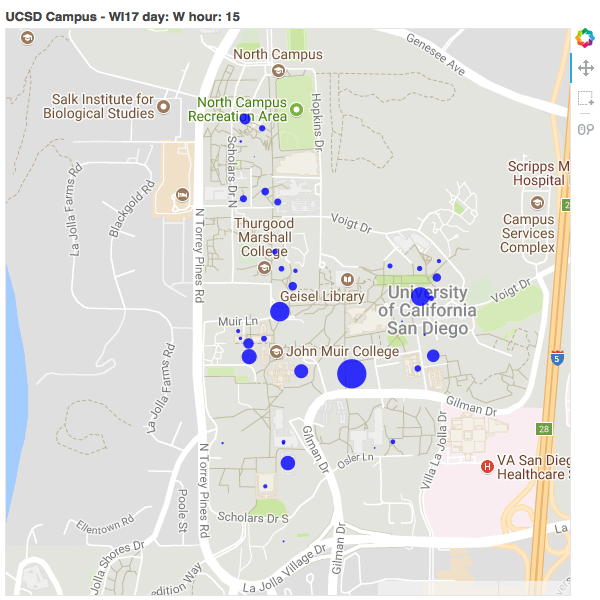 UCSD Campus - WI17 day: W hour: 15
Genesee Ave
North Campus
Salk Institute for
Biological Studies
North Campus
Recreation Area
Hopkins Dr
Scholars Dr N
Scripps M
Hospital
La Jolla Farms Rd
Blackgold Rd
2
Campus
Services
Complex
N Torrey Pines Rd
Voigt Dr
Thurgood
Marshall
College
Voigt Dr
Geisel Library
University
of California
San Diego
Muir Ln
John Muir College
5
La Jolla Farms Rd
Gilman Dr
28
Gilman Dr
Villa La Jolla Dr
N Torrey Pines Rd
Osler Ln
H
VA San Dieg
Healthcare
Poole St
Ellentown Rd
Scholars Dr S
La
Gilman Dr
La Jolla Shores Dr
La Jolla Village Dr
edition Way